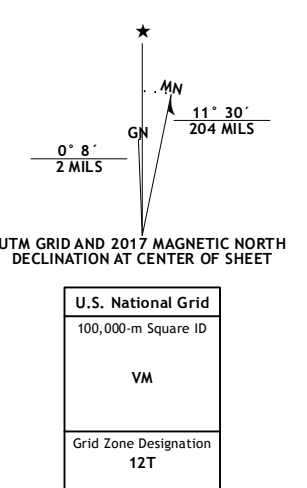 ★
MN
GN
11° 30´
204 MILS
0° 8´
2 MILS
UTM GRID AND 2017 MAGNETIC NORTH
DECLINATION AT CENTER OF SHEET
U.S. National Grid
100,000-m Square ID
VM
Grid Zone Designation
12T